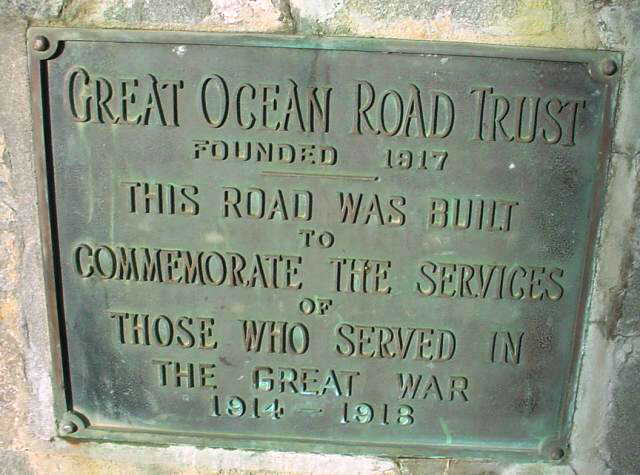 GREAT OCEAN ROAD TRUST
FOUNDED 1917
THIS ROAD WAS BUILT
TO
COMMEMORATE THE SERVICES
OF
THOSE WHO SERVED IN
THE GREAT WAR
1914 - 1918